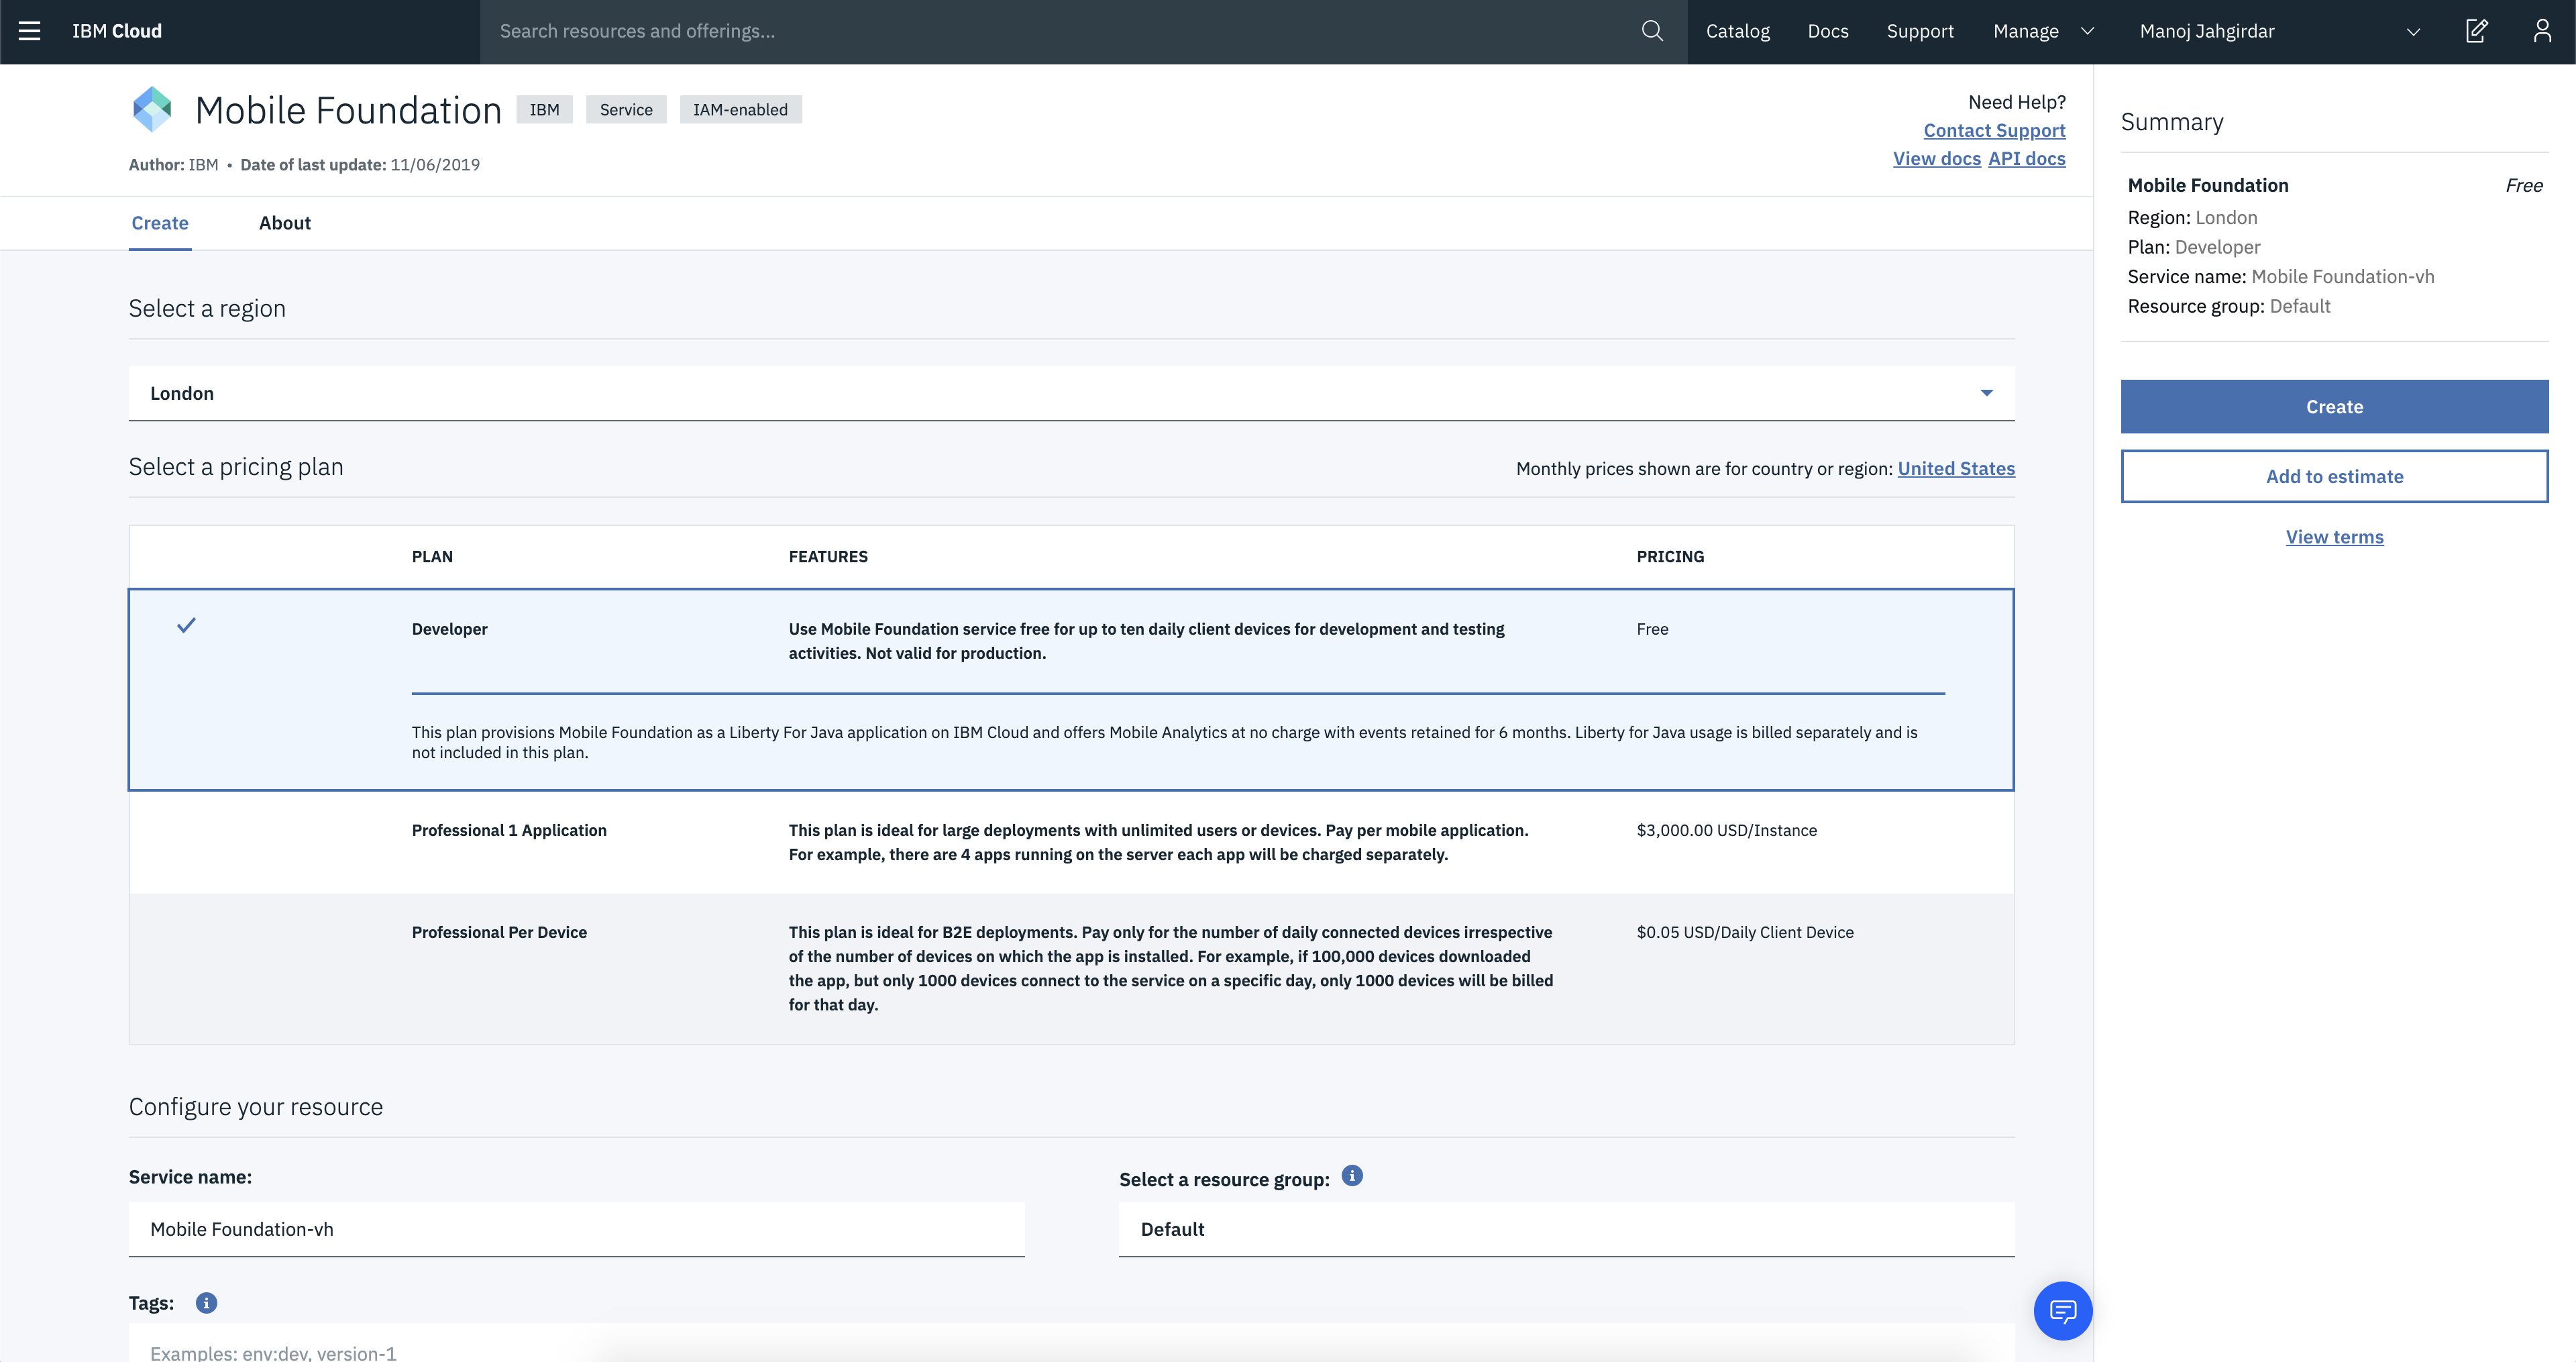 IBM Cloud
Search resources and offerings...
Catalog
Docs
Support
Manage
Manoj Jahgirdar
Mobile Foundation
IBM
Service
IAM-enabled
Author: IBM • Date of last update: 11/06/2019
Need Help?
Contact Support
View docs API docs
Create
About
Select a region
London
Select a pricing plan
Monthly prices shown are for country or region: United States
PLAN
FEATURES
PRICING
Developer
Use Mobile Foundation service free for up to ten daily client devices for development and testing
activities. Not valid for production.
Free
This plan provisions Mobile Foundation as a Liberty For Java application on IBM Cloud and offers Mobile Analytics at no charge with events retained for 6 months. Liberty for Java usage is billed separately and is
not included in this plan.
Professional 1 Application
This plan is ideal for large deployments with unlimited users or devices. Pay per mobile application.
For example, there are 4 apps running on the server each app will be charged separately.
$3,000.00 USD/Instance
Professional Per Device
This plan is ideal for B2E deployments. Pay only for the number of daily connected devices irrespective
of the number of devices on which the app is installed. For example, if 100,000 devices downloaded
the app, but only 1000 devices connect to the service on a specific day, only 1000 devices will be billed
for that day.
$0.05 USD/Daily Client Device
Configure your resource
Service name:
Mobile Foundation-vh
Select a resource group:
Default
Tags:
Examples: env:dev, version-1
Summary
Mobile Foundation
Free
Region: London
Plan: Developer
Service name: Mobile Foundation-vh
Resource group: Default
Create
Add to estimate
View terms